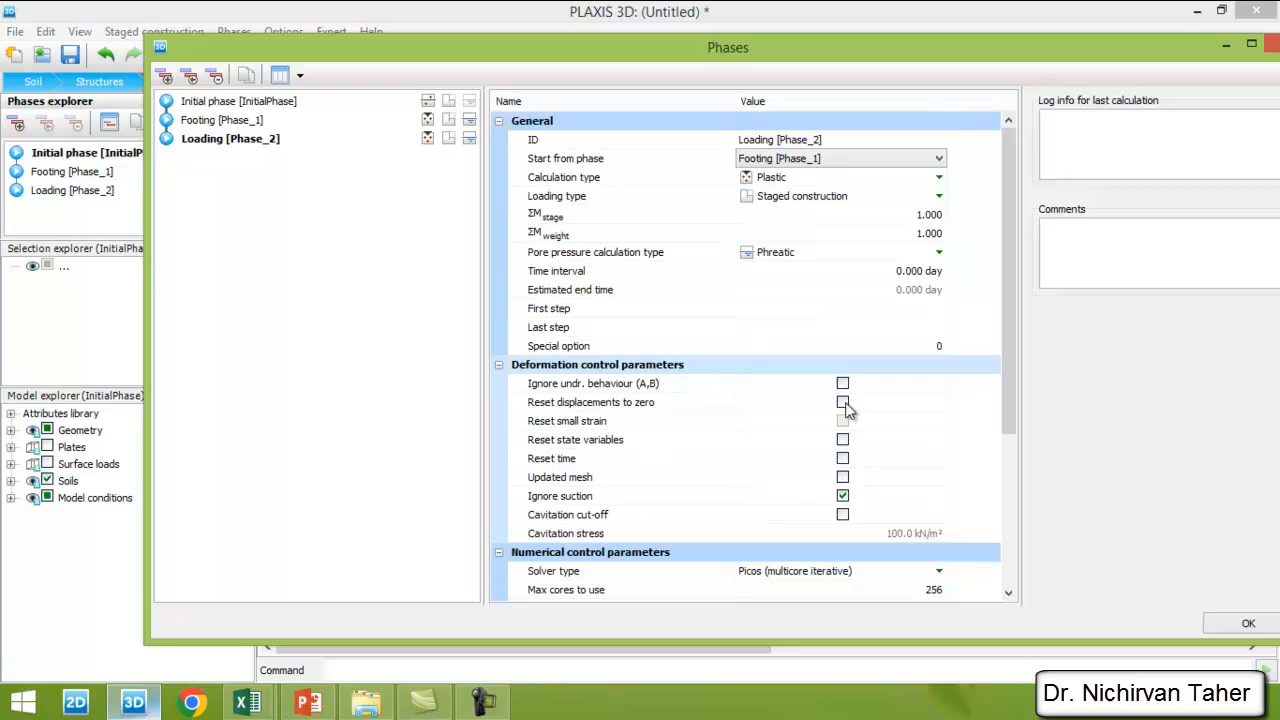 PLAXIS 3D: (Untitled) *
File Edit View Staged construction Phases Options Expert Help
Phases
Soil Structures
Phases explorer
Initial phase [InitialP
Footing [Phase_1]
Loading [Phase_2]
Selection explorer (InitialPha
...
Model explorer (InitialPhase)
Attributes library
Geometry
Plates
Surface loads
Soils
Model conditions
Initial phase [InitialPhase]
Footing [Phase_1]
Loading [Phase_2]
Name Value
General
ID Loading [Phase_2]
Start from phase Footing [Phase_1]
Calculation type Plastic
Loading type Staged construction
ΣMstage 1.000
ΣMweight 1.000
Pore pressure calculation type Phreatic
Time interval 0.000 day
Estimated end time 0.000 day
First step
Last step
Special option 0
Deformation control parameters
Ignore undr. behaviour (A,B)
Reset displacements to zero
Reset small strain
Reset state variables
Reset time
Updated mesh
Ignore suction
Cavitation cut-off
Cavitation stress 100.0 kN/m²
Numerical control parameters
Solver type Picos (multicore iterative)
Max cores to use 256
Log info for last calculation
Comments
OK
Command
2D 3D
Dr. Nichirvan Taher